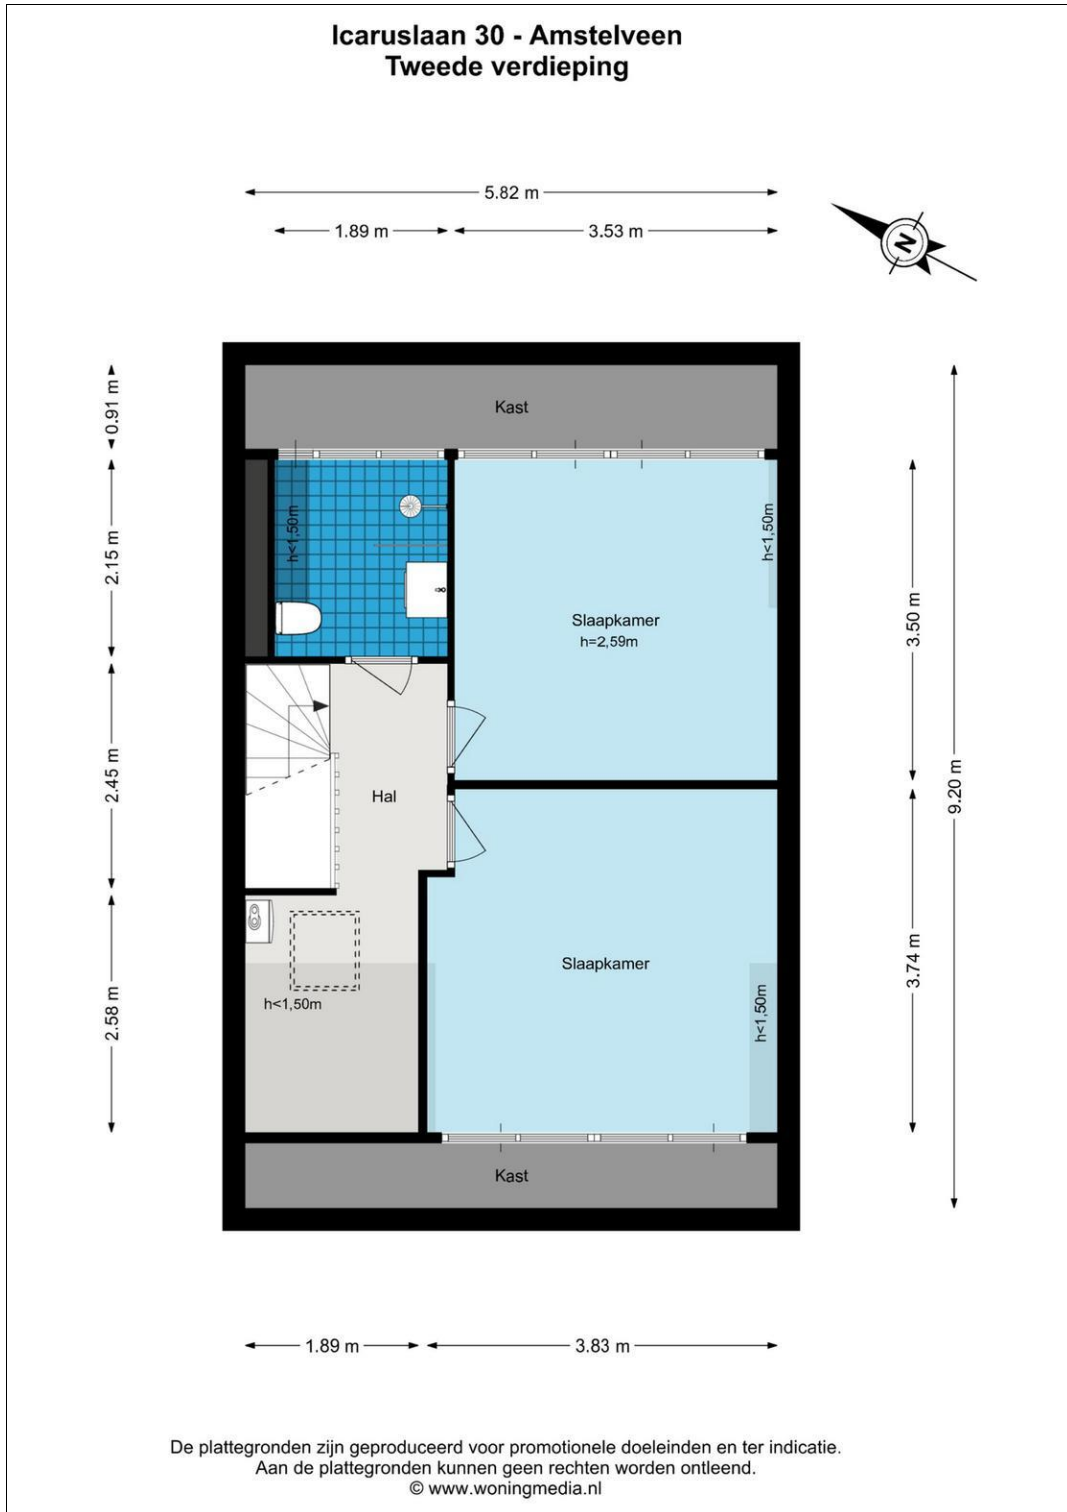 Icaruslaan 30 - Amstelveen
Tweede verdieping
5.82 m
1.89 m
3.53 m
N
0.91 m
Kast
2.15 m
h<1,50m
h<1,50m
Slaapkamer
h=2,59m
3.50 m
2.45 m
Hal
9.20 m
Slaapkamer
3.74 m
2.58 m
h<1,50m
h<1,50m
Kast
1.89 m
3.83 m
De plattegronden zijn geproduceerd voor promotionele doeleinden en ter indicatie.
Aan de plattegronden kunnen geen rechten worden ontleend.
© www.woningmedia.nl